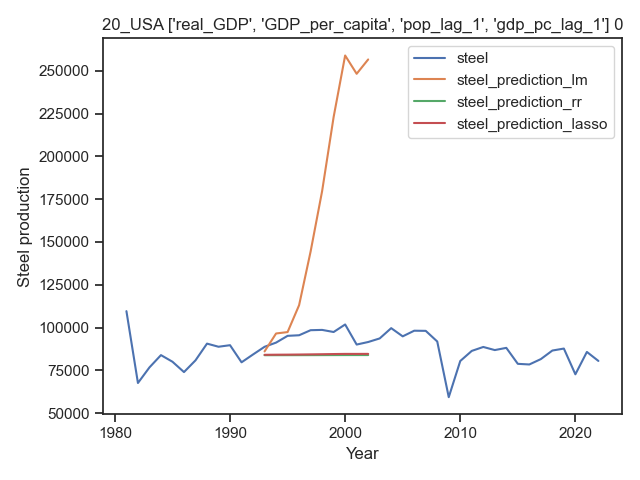 20_USA ['real_GDP', 'GDP_per_capita', 'pop_lag_1', 'gdp_pc_lag_1'] 0
steel
steel_prediction_lm
steel_prediction_rr
steel_prediction_lasso
Steel production
250000
225000
200000
175000
150000
125000
100000
75000
50000
1980 1990 2000 2010 2020
Year